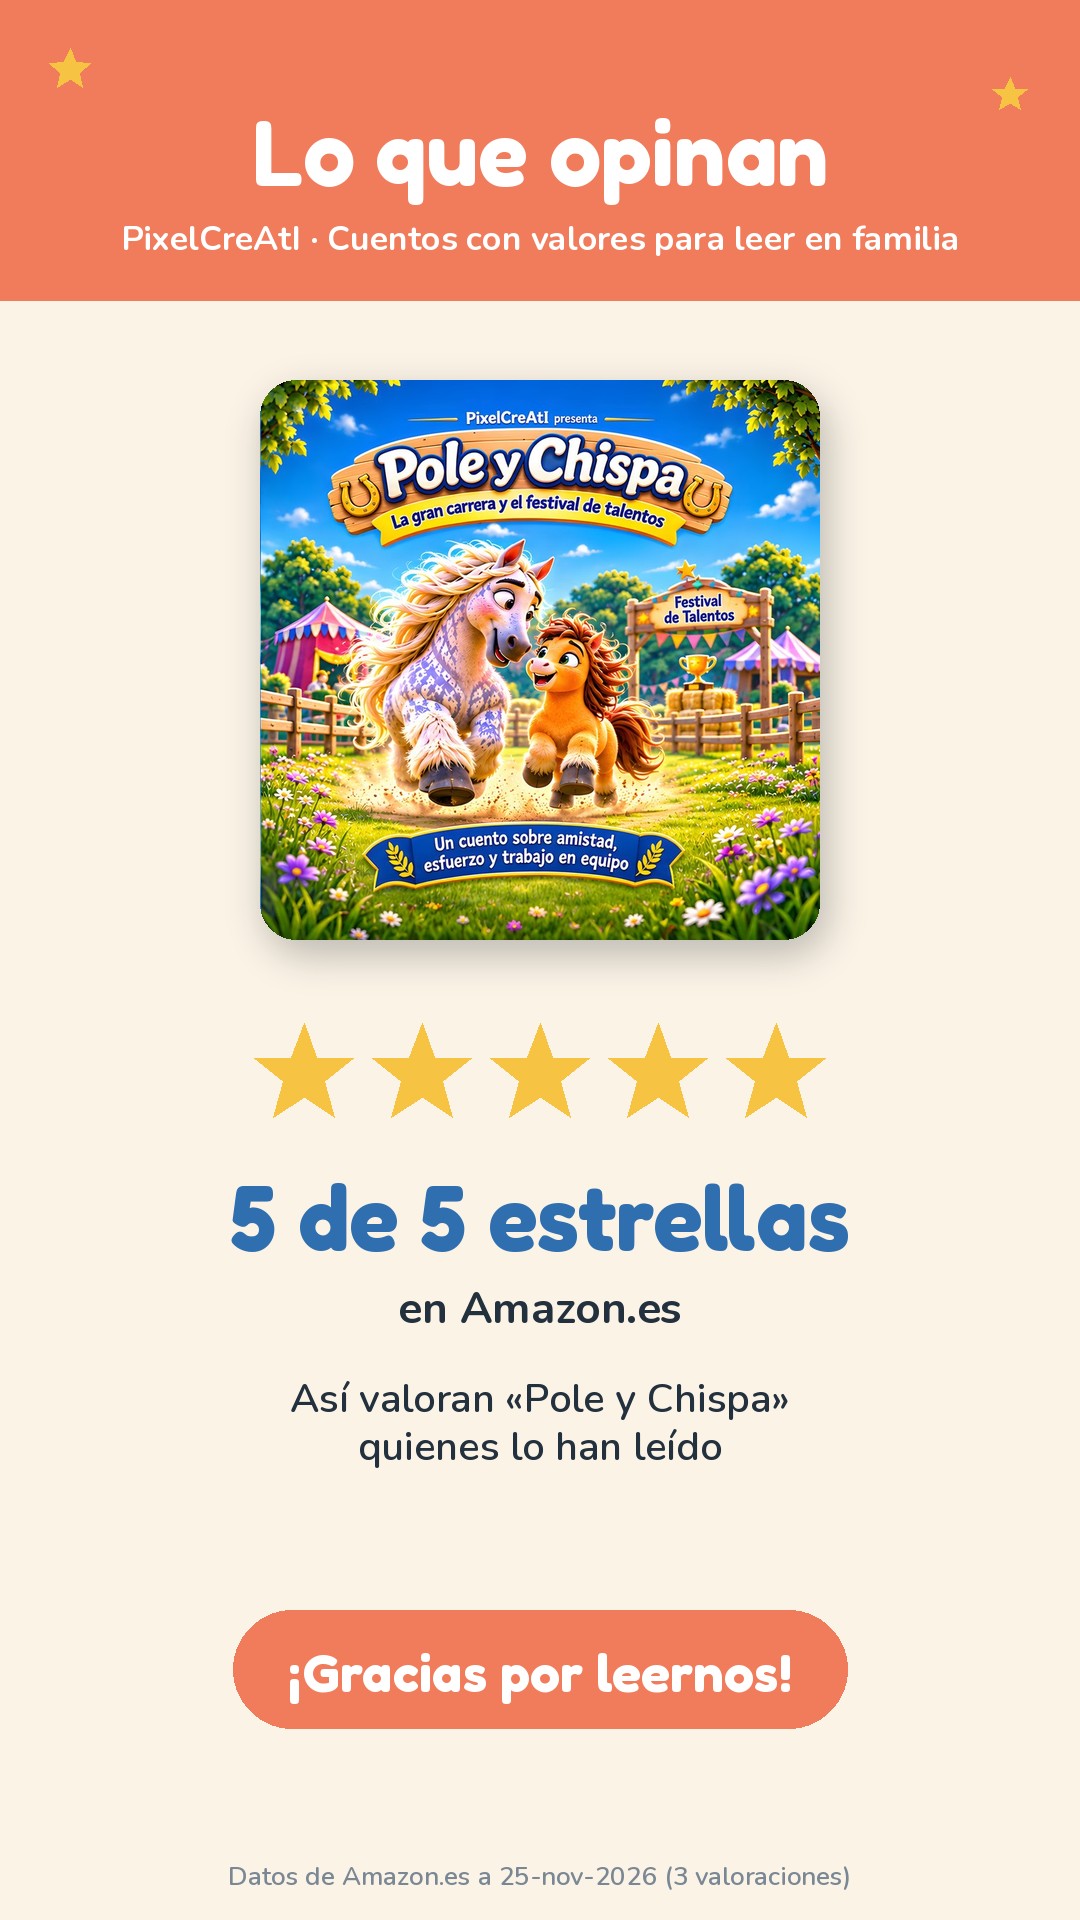 Lo que opinan
PixelCreAtI · Cuentos con valores para leer en familia
PixelCreAtI presenta
Pole y Chispa
La gran carrera y el festival de talentos
Festival
de Talentos
Un cuento sobre amistad,
esfuerzo y trabajo en equipo
5 de 5 estrellas
en Amazon.es
Así valoran «Pole y Chispa»
quienes lo han leído
¡Gracias por leernos!
Datos de Amazon.es a 25-nov-2026 (3 valoraciones)